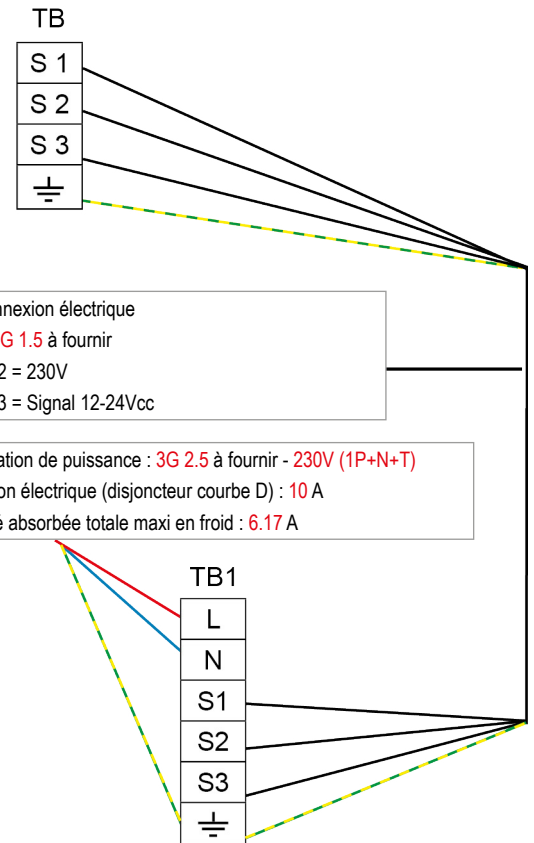 TB
S 1
S 2
S 3
nnexion électrique
G 1.5 à fournir
2 = 230V
3 = Signal 12-24Vcc
ation de puissance : 3G 2.5 à fournir - 230V (1P+N+T)
on électrique (disjoncteur courbe D) : 10 A
é absorbée totale maxi en froid : 6.17 A
TB1
L
N
S1
S2
S3